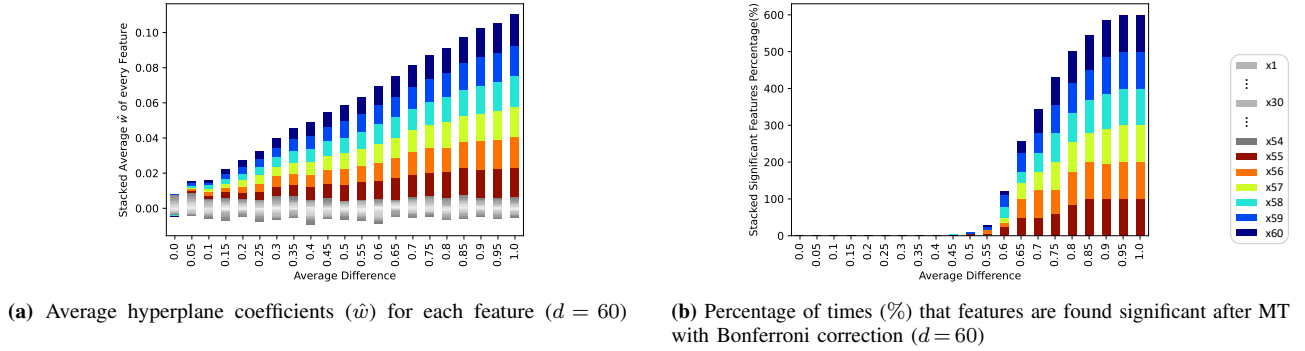 Stacked Average ŵ of every Feature
0.10
0.08
0.06
0.04
0.02
0.00
0.0 0.05 0.1 0.15 0.2 0.25 0.3 0.35 0.4 0.45 0.5 0.55 0.6 0.65 0.7 0.75 0.8 0.85 0.9 0.95 1.0
Average Difference
Stacked Significant Features Percentage(%)
600
500
400
300
200
100
0
0.0 0.05 0.1 0.15 0.2 0.25 0.3 0.35 0.4 0.45 0.5 0.55 0.6 0.65 0.7 0.75 0.8 0.85 0.9 0.95 1.0
Average Difference
x1
⋮
x30
⋮
x54
x55
x56
x57
x58
x59
x60
(a) Average hyperplane coefficients (ŵ) for each feature (d = 60)
(b) Percentage of times (%) that features are found significant after MT
with Bonferroni correction (d = 60)